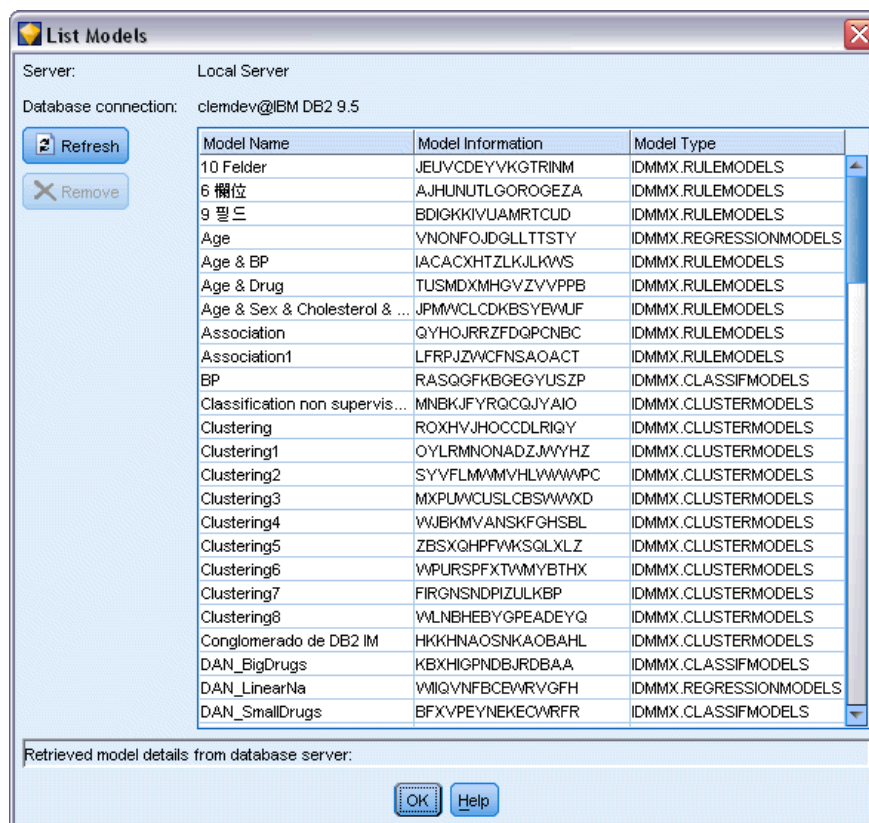 List Models
Server: Local Server
Database connection: clemdev@IBM DB2 9.5
Refresh
Remove
Model Name Model Information Model Type
10 Felder JEUVCDEYVKGTRINM IDMMX.RULEMODELS
6 欄位 AJHUNUTLGOROGEZA IDMMX.RULEMODELS
9 필드 BDIGKKIVUAMRTCUD IDMMX.RULEMODELS
Age VNONFOJDGLLTTSTY IDMMX.REGRESSIONMODELS
Age & BP IACACXHTZLKJLKWS IDMMX.RULEMODELS
Age & Drug TUSMDXMHGVZVVPPB IDMMX.RULEMODELS
Age & Sex & Cholesterol & ... JPMWCLCDKBSYEWUF IDMMX.RULEMODELS
Association QYHOJRRZFDQPCNBC IDMMX.RULEMODELS
Association1 LFRPJZWCFNSAOACT IDMMX.RULEMODELS
BP RASQGFKBGEGYUSZP IDMMX.CLASSIFMODELS
Classification non supervis... MNBKJFYRQCQJYAIO IDMMX.CLUSTERMODELS
Clustering ROXHVJHOCCDLRIQY IDMMX.CLUSTERMODELS
Clustering1 OYLRMNONADZJWYHZ IDMMX.CLUSTERMODELS
Clustering2 SYVFLMWMVHLWWWPC IDMMX.CLUSTERMODELS
Clustering3 MXPUWCUSLCBSWWXD IDMMX.CLUSTERMODELS
Clustering4 WJBKMVANSKFGHSBL IDMMX.CLUSTERMODELS
Clustering5 ZBSXQHPFWKSQLXLZ IDMMX.CLUSTERMODELS
Clustering6 WPURSPFXTWMYBTHX IDMMX.CLUSTERMODELS
Clustering7 FIRGNSNDPIZULKBP IDMMX.CLUSTERMODELS
Clustering8 WLNBHEBYGPEADEYQ IDMMX.CLUSTERMODELS
Conglomerado de DB2 IM HKKHNAOSNKAOBAHL IDMMX.CLUSTERMODELS
DAN_BigDrugs KBXHIGPNDBJRDBAA IDMMX.CLASSIFMODELS
DAN_LinearNa WIIQVNFBCEWRVGFH IDMMX.REGRESSIONMODELS
DAN_SmallDrugs BFXVPEYNEKECWRFR IDMMX.CLASSIFMODELS
Retrieved model details from database server:
OK Help